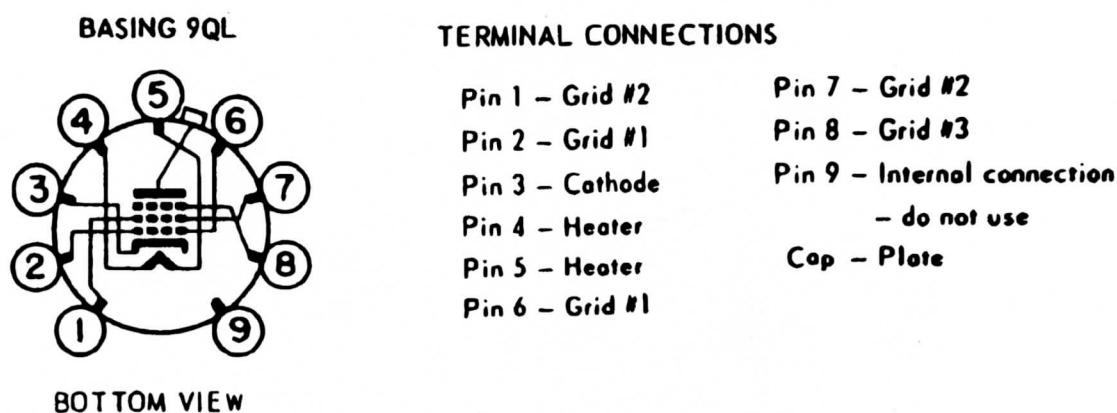 BASING 9QL
5
4
6
3
7
2
8
1
9
BOTTOM VIEW
TERMINAL CONNECTIONS
Pin 1 – Grid #2
Pin 2 – Grid #1
Pin 3 – Cathode
Pin 4 – Heater
Pin 5 – Heater
Pin 6 – Grid #1
Pin 7 – Grid #2
Pin 8 – Grid #3
Pin 9 – Internal connection
– do not use
Cap – Plate